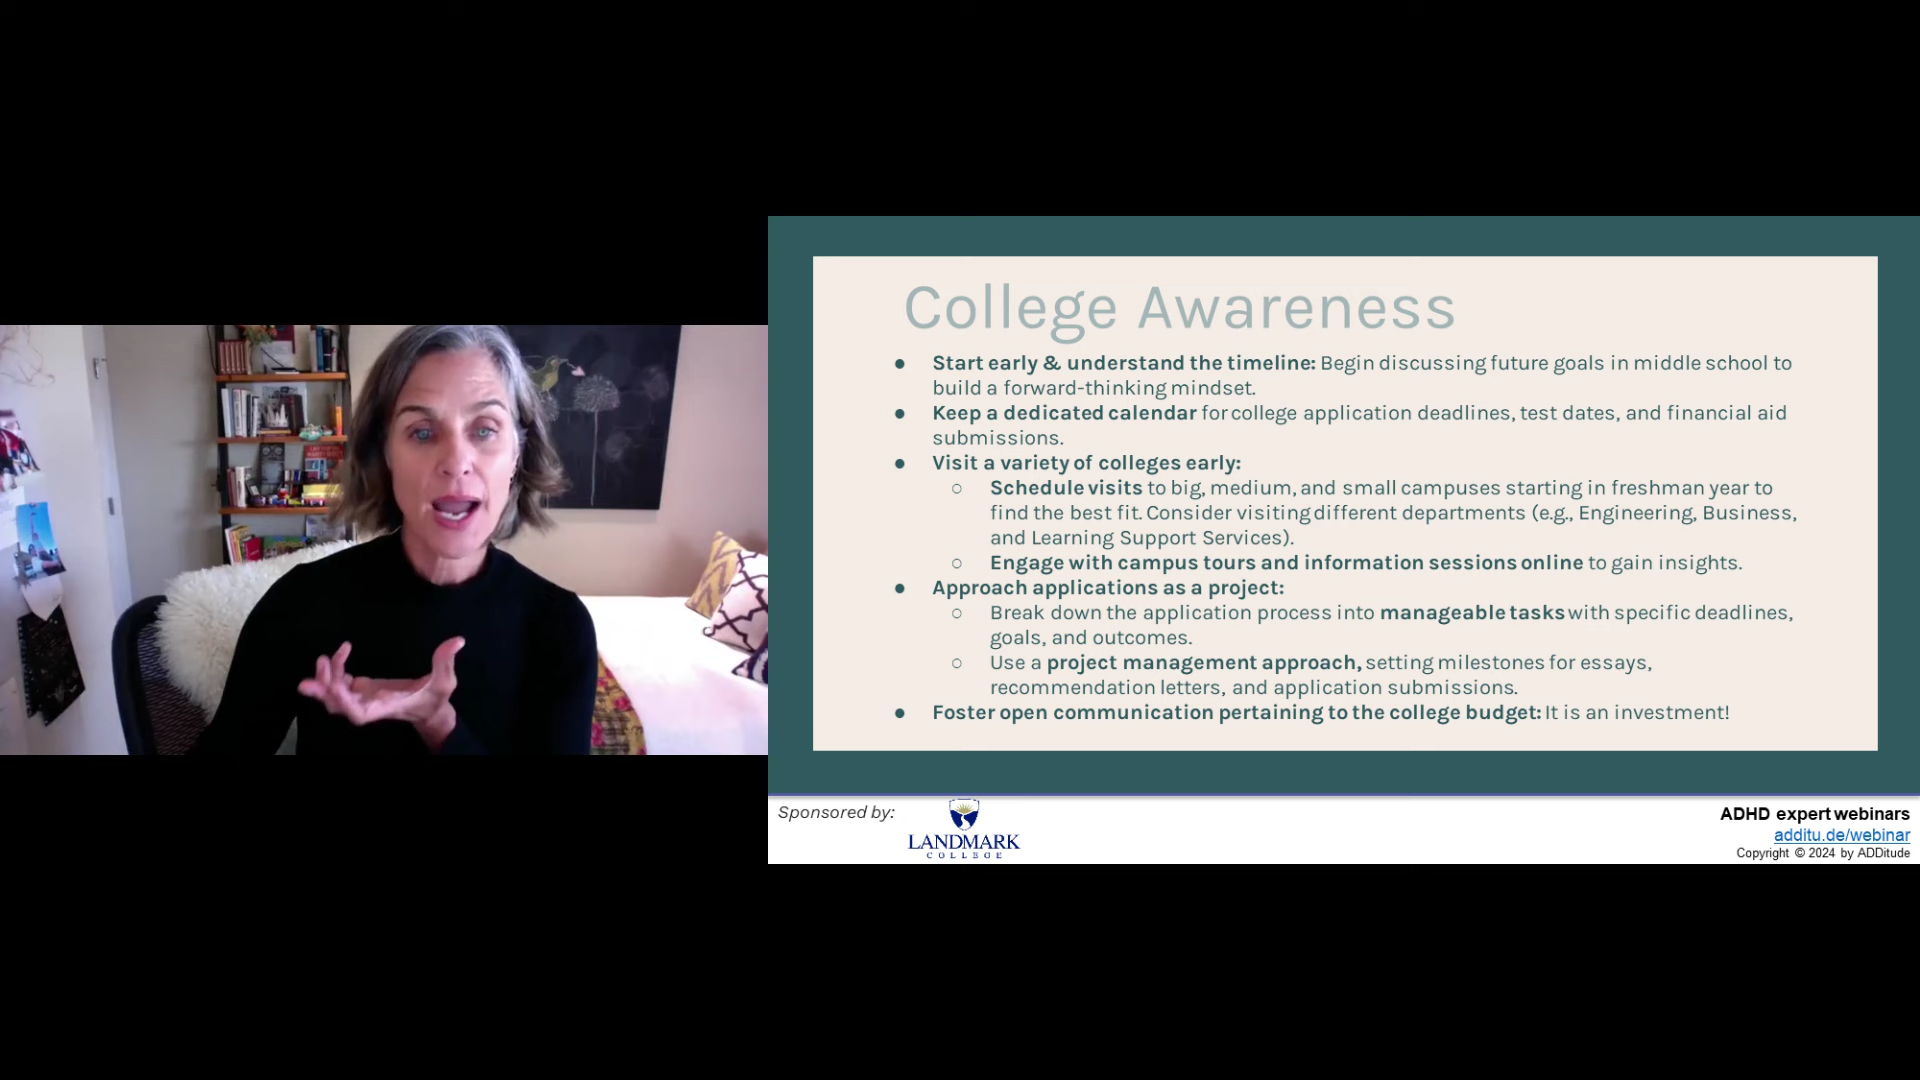 College Awareness
● Start early & understand the timeline: Begin discussing future goals in middle school to
build a forward-thinking mindset.
● Keep a dedicated calendar for college application deadlines, test dates, and financial aid
submissions.
● Visit a variety of colleges early:
○ Schedule visits to big, medium, and small campuses starting in freshman year to
find the best fit. Consider visiting different departments (e.g., Engineering, Business,
and Learning Support Services).
○ Engage with campus tours and information sessions online to gain insights.
● Approach applications as a project:
○ Break down the application process into manageable tasks with specific deadlines,
goals, and outcomes.
○ Use a project management approach, setting milestones for essays,
recommendation letters, and application submissions.
● Foster open communication pertaining to the college budget: It is an investment!
Sponsored by:
LANDMARK
COLLEGE
ADHD expert webinars
additu.de/webinar
Copyright © 2024 by ADDitude